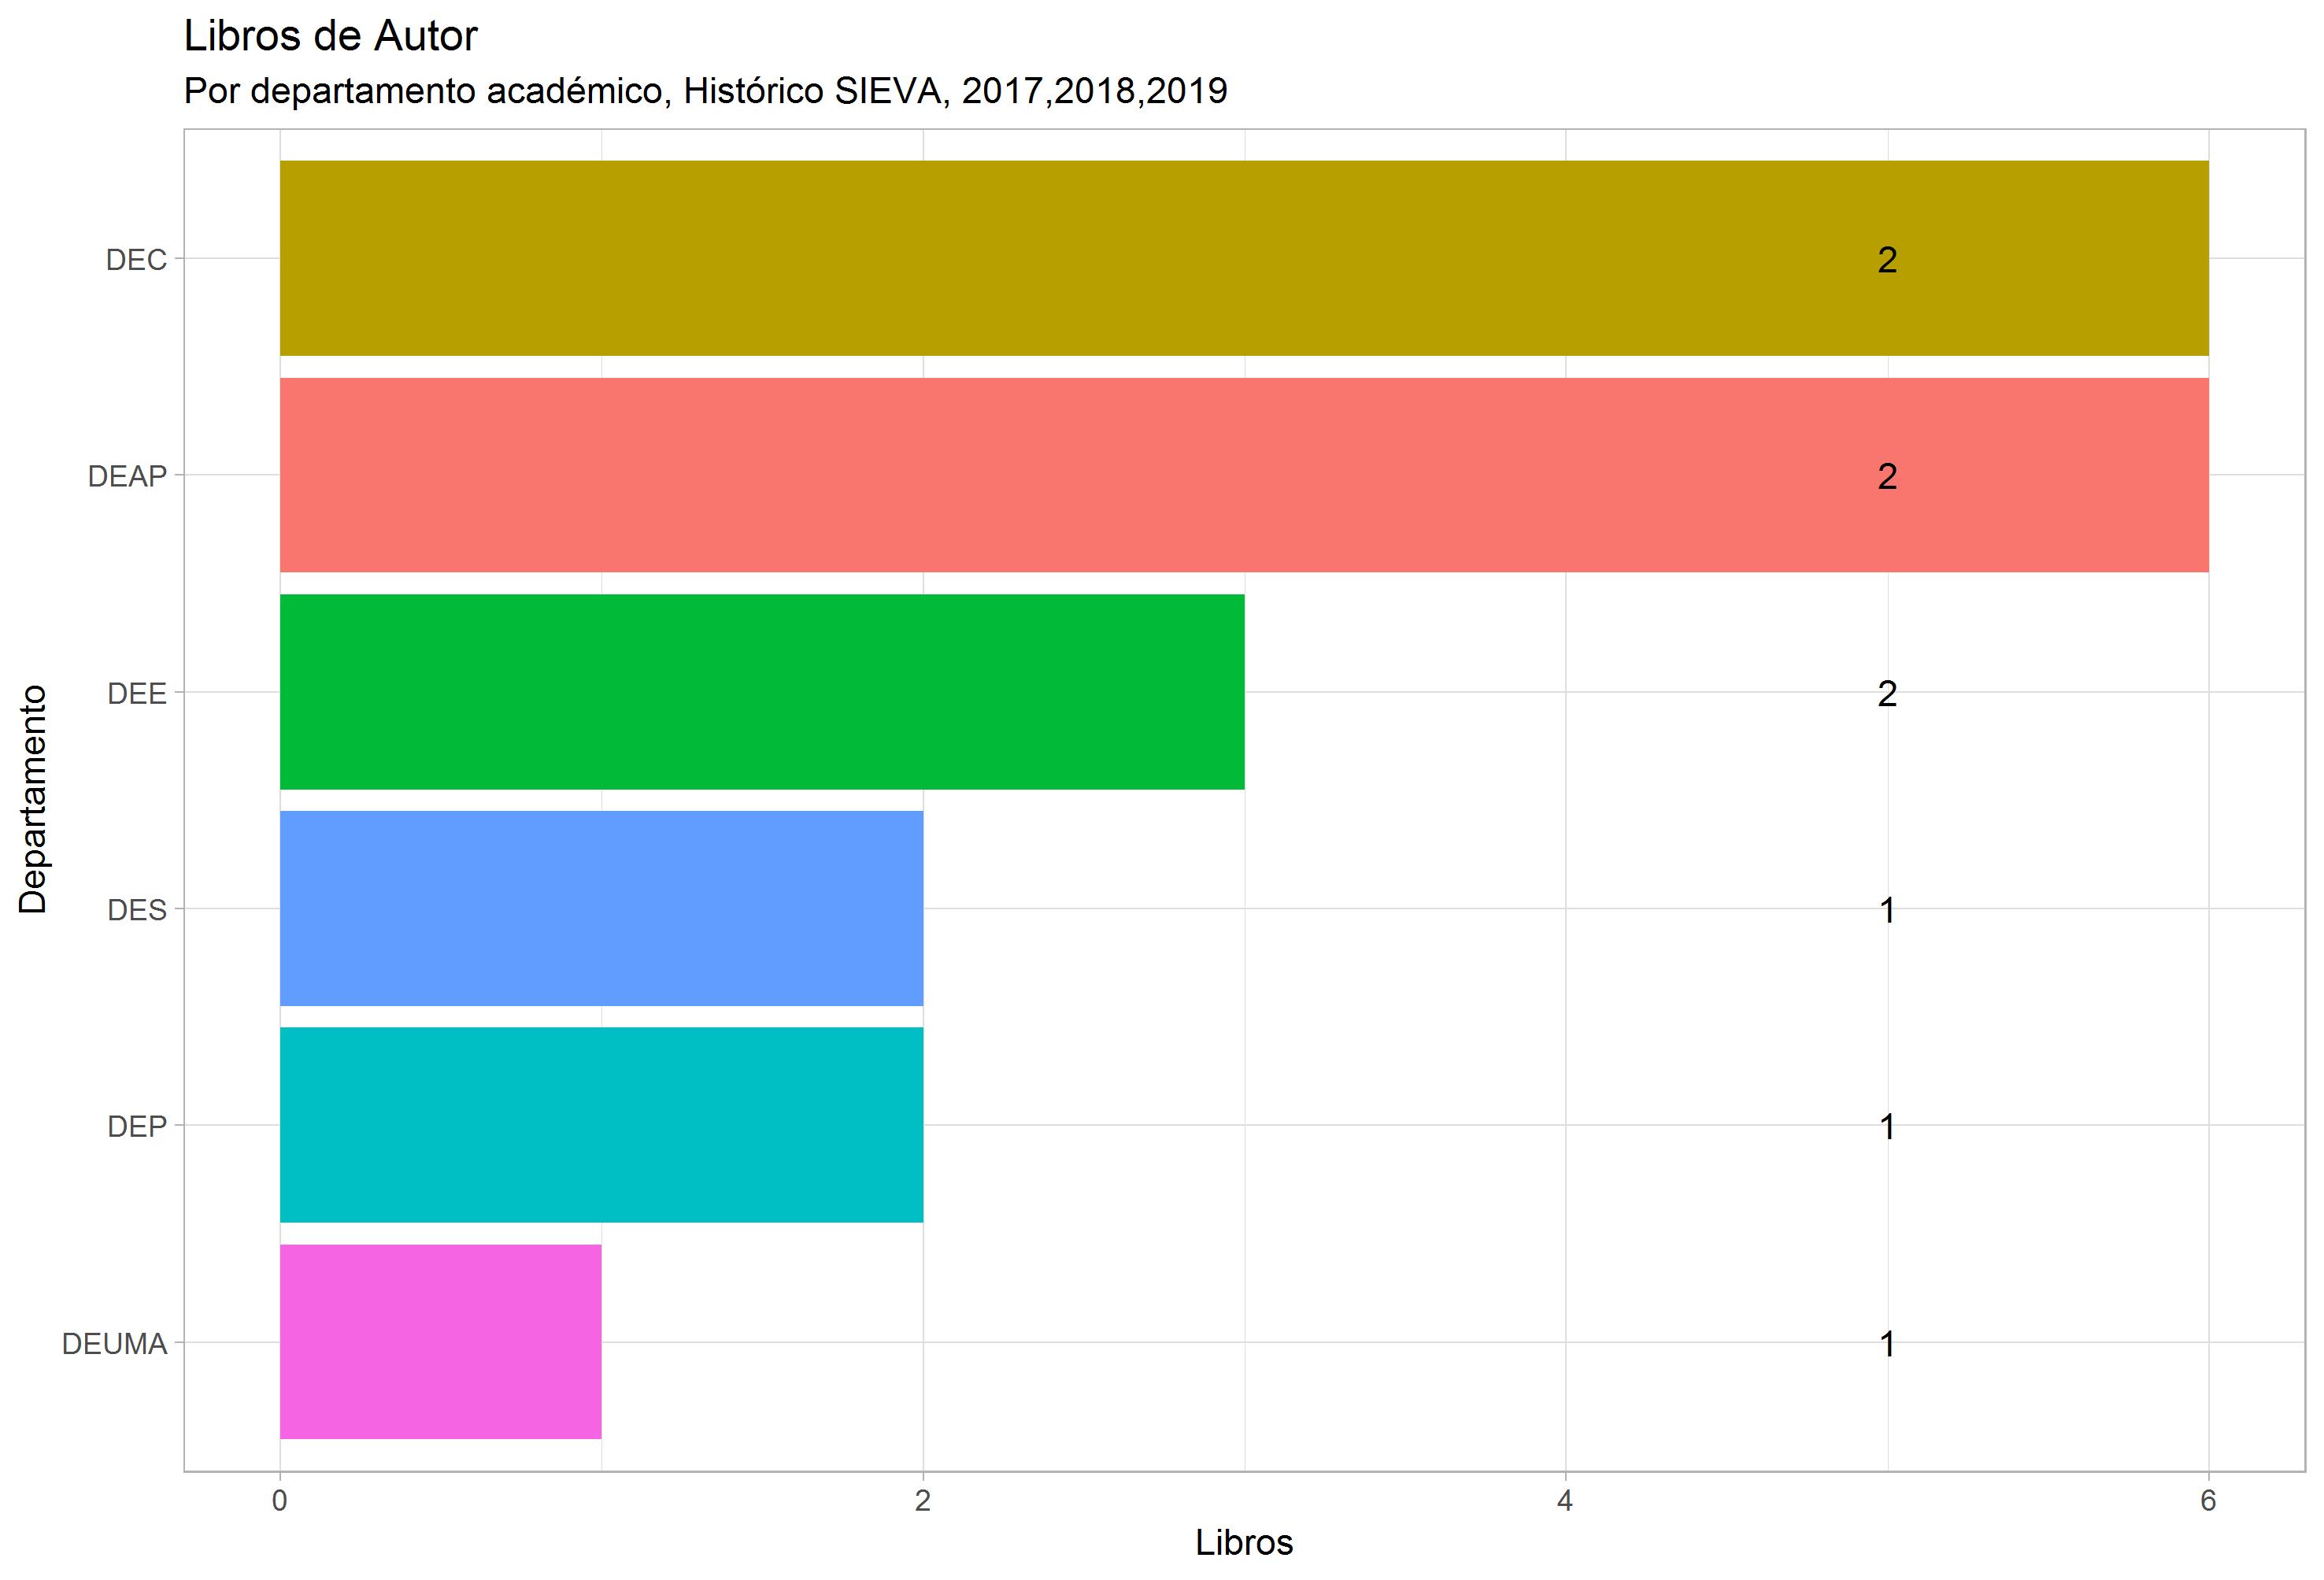 Libros de Autor
Por departamento académico, Histórico SIEVA, 2017,2018,2019
Departamento
DEC
2
DEAP
2
DEE
2
DES
1
DEP
1
DEUMA
1
0 2 4 6
Libros